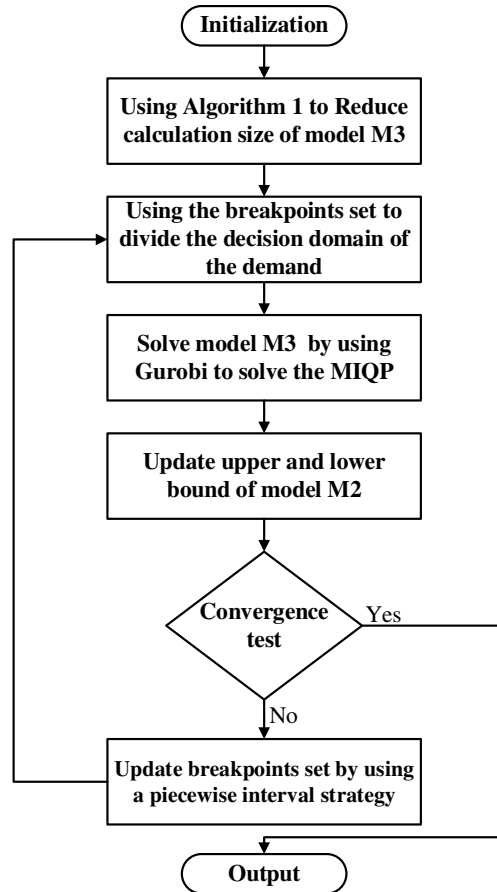 Initialization
Using Algorithm 1 to Reduce
calculation size of model M3
Using the breakpoints set to
divide the decision domain of
the demand
Solve model M3 by using
Gurobi to solve the MIQP
Update upper and lower
bound of model M2
Convergence
test
Yes
No
Update breakpoints set by using
a piecewise interval strategy
Output